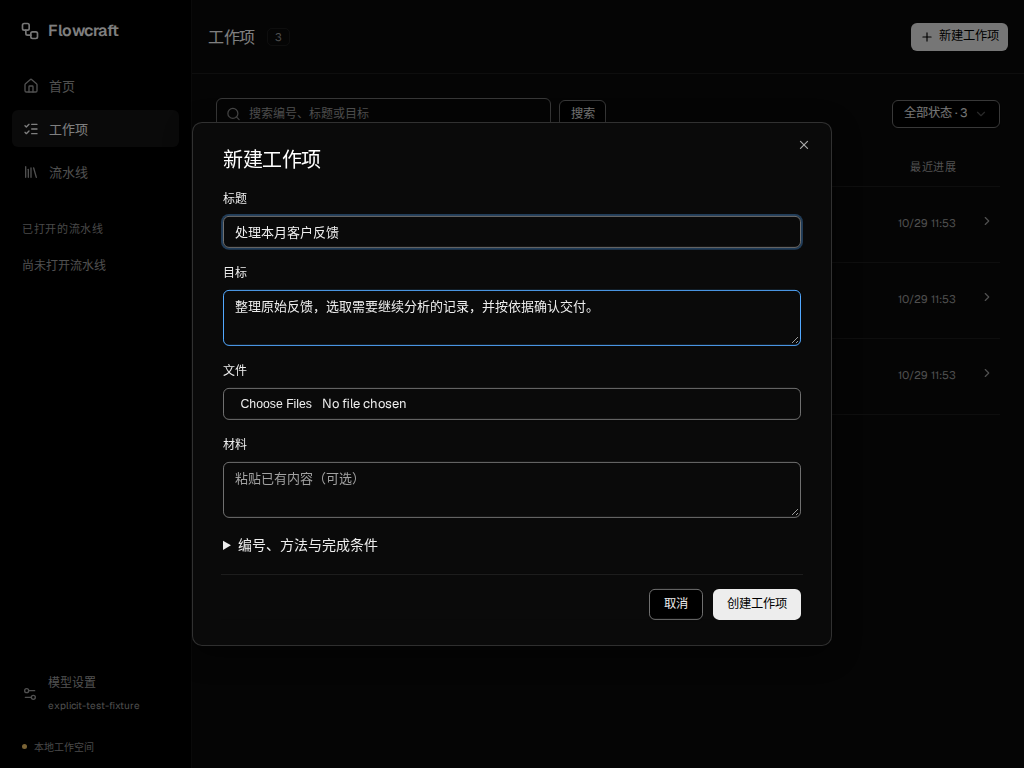 Flowcraft
首页
工作项
流水线
已打开的流水线
尚未打开流水线
模型设置
explicit-test-fixture
本地工作空间
工作项 3
新建工作项
搜索编号、标题或目标
搜索
全部状态 · 3
最近进展
10/29 11:53
10/29 11:53
10/29 11:53
新建工作项
标题
处理本月客户反馈
目标
整理原始反馈，选取需要继续分析的记录，并按依据确认交付。
文件
Choose Files No file chosen
材料
粘贴已有内容（可选）
编号、方法与完成条件
取消
创建工作项